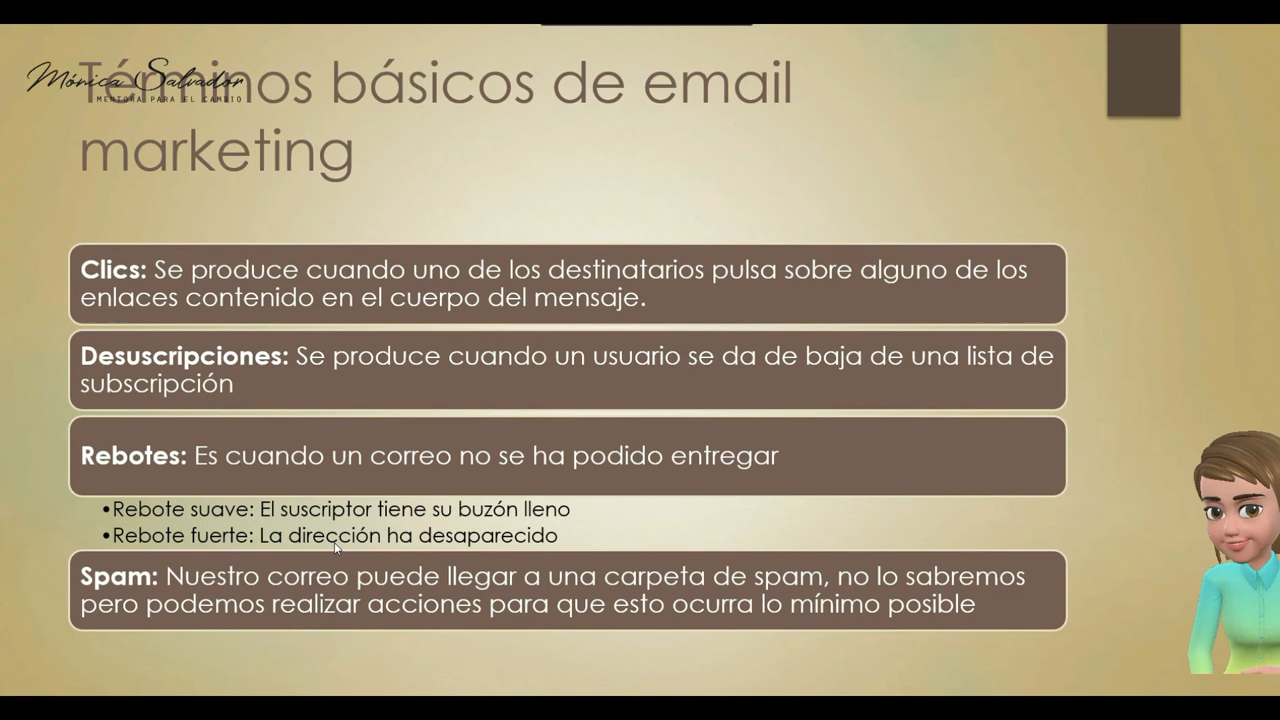 Mónica Salvador
MENTORA PARA EL CAMBIO
Términos básicos de email
marketing
Clics: Se produce cuando uno de los destinatarios pulsa sobre alguno de los
enlaces contenido en el cuerpo del mensaje.
Desuscripciones: Se produce cuando un usuario se da de baja de una lista de
subscripción
Rebotes: Es cuando un correo no se ha podido entregar
•Rebote suave: El suscriptor tiene su buzón lleno
•Rebote fuerte: La dirección ha desaparecido
Spam: Nuestro correo puede llegar a una carpeta de spam, no lo sabremos
pero podemos realizar acciones para que esto ocurra lo mínimo posible